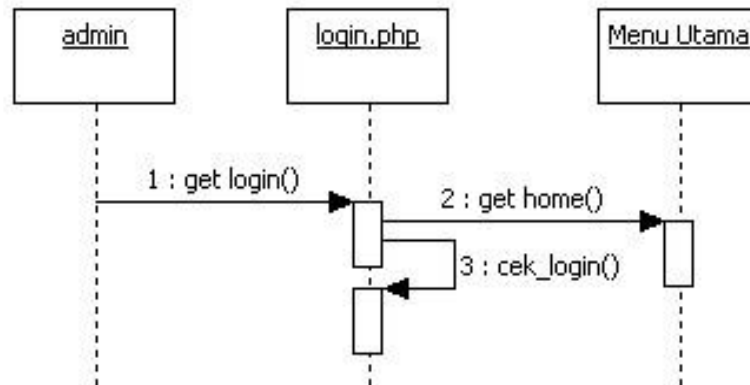 admin
login.php
Menu Utama
1 : get login()
2 : get home()
3 : cek_login()